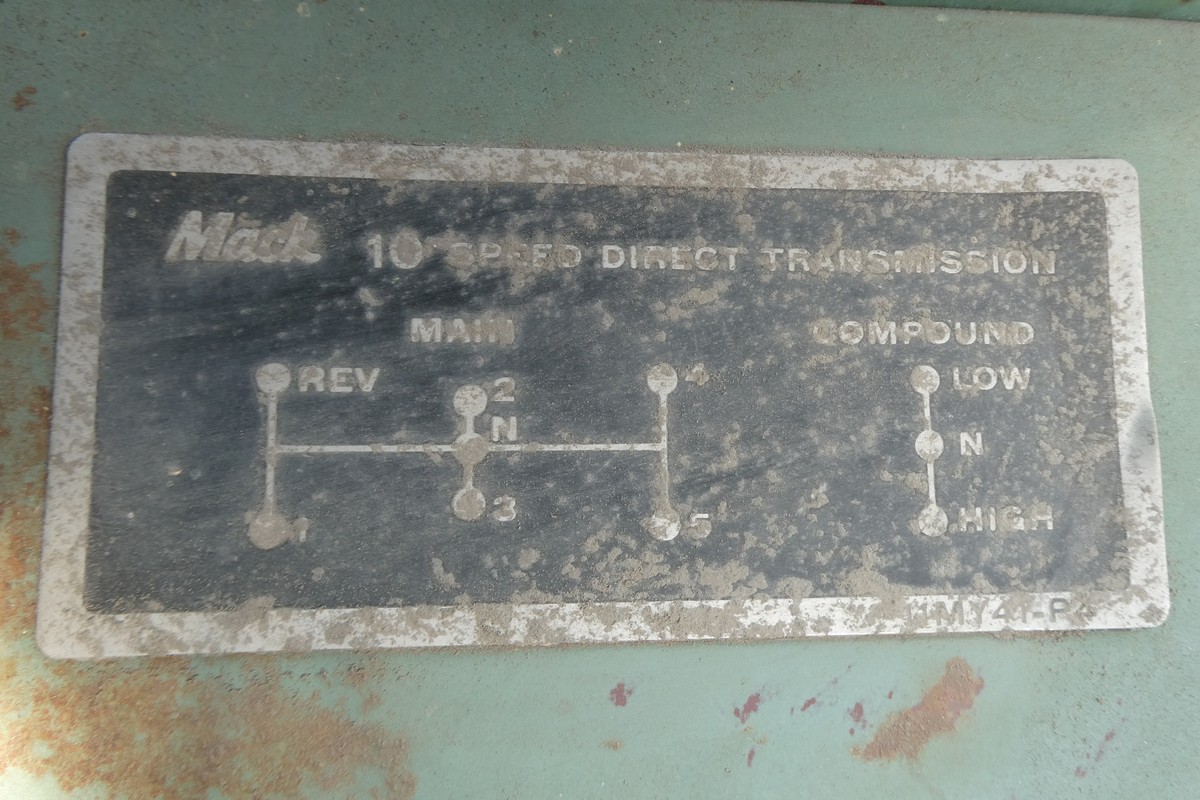 Mack 10 SPEED DIRECT TRANSMISSION
MAIN COMPOUND
REV 2 4 LOW
N N
1 3 5 HIGH